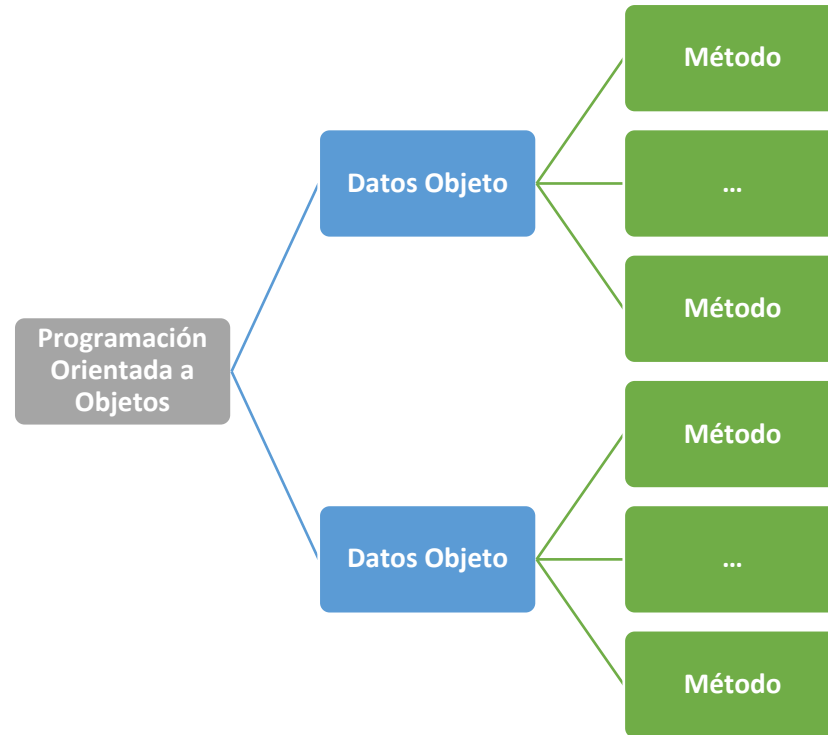 Método
Datos Objeto
...
Método
Programación
Orientada a
Objetos
Método
Datos Objeto
...
Método